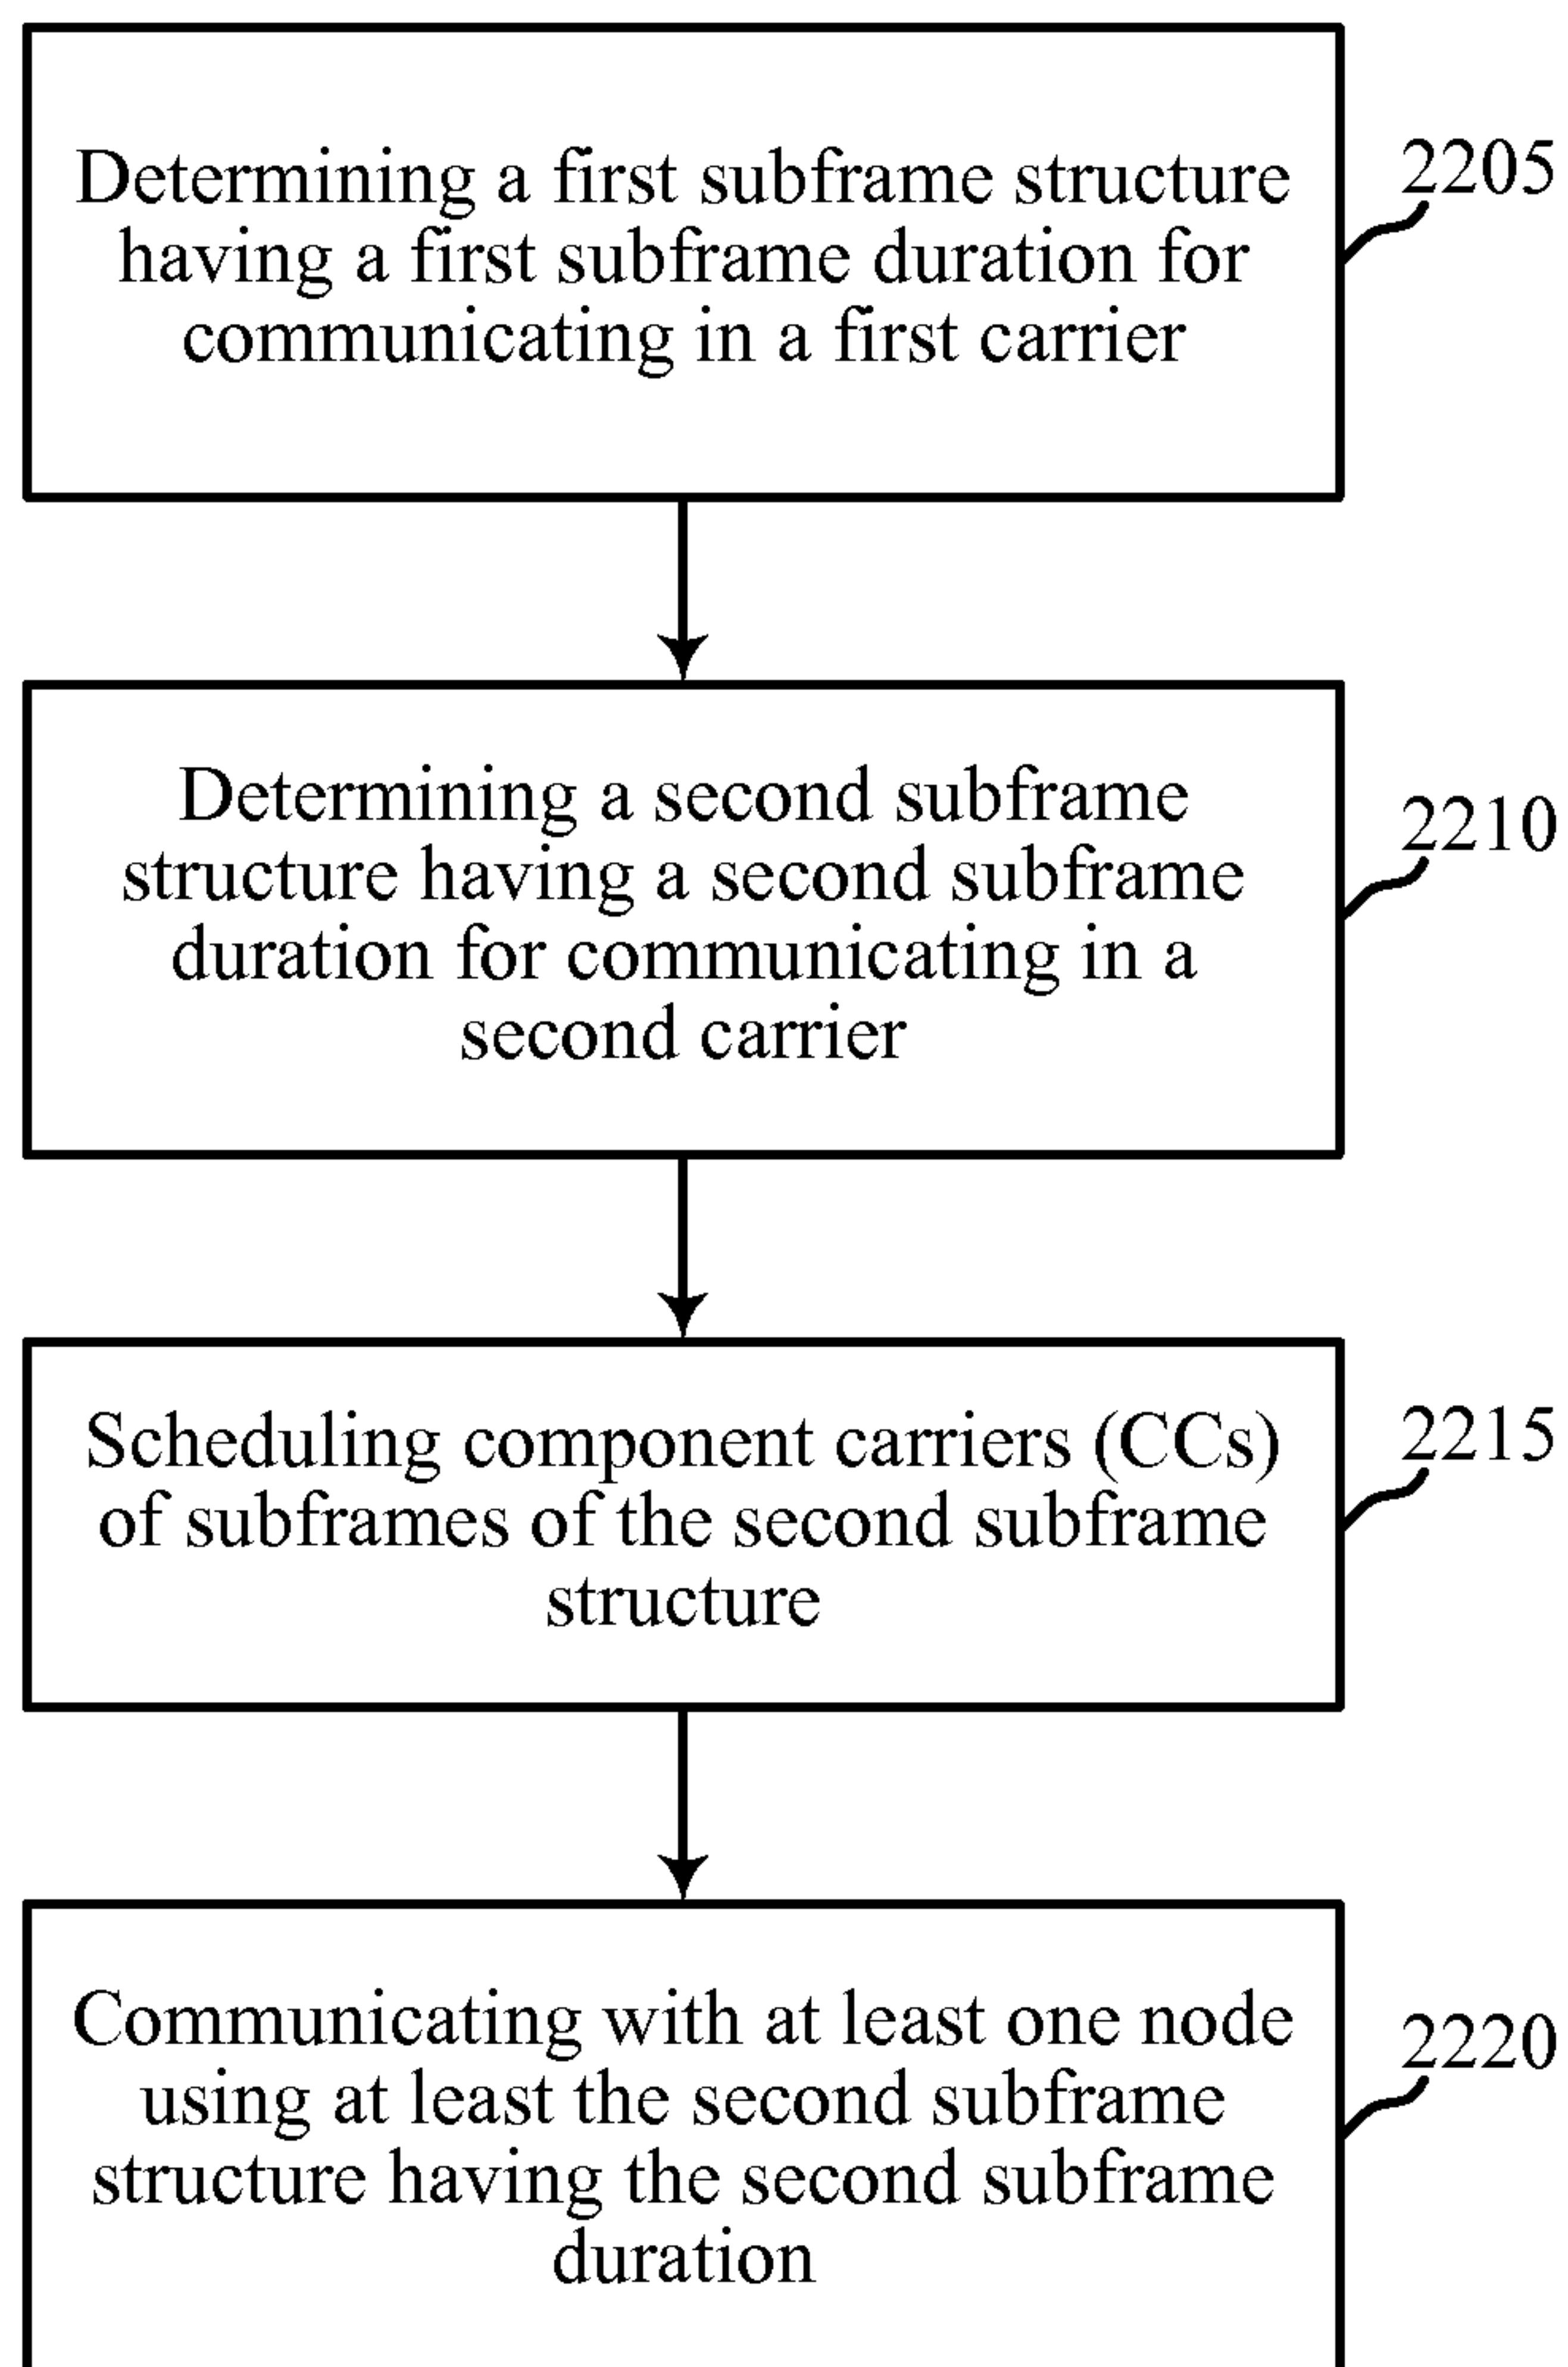 Determining a first subframe structure
having a first subframe duration for
communicating in a first carrier
2205
Determining a second subframe
structure having a second subframe
duration for communicating in a
second carrier
2210
Scheduling component carriers (CCs)
of subframes of the second subframe
structure
2215
Communicating with at least one node
using at least the second subframe
structure having the second subframe
duration
2220